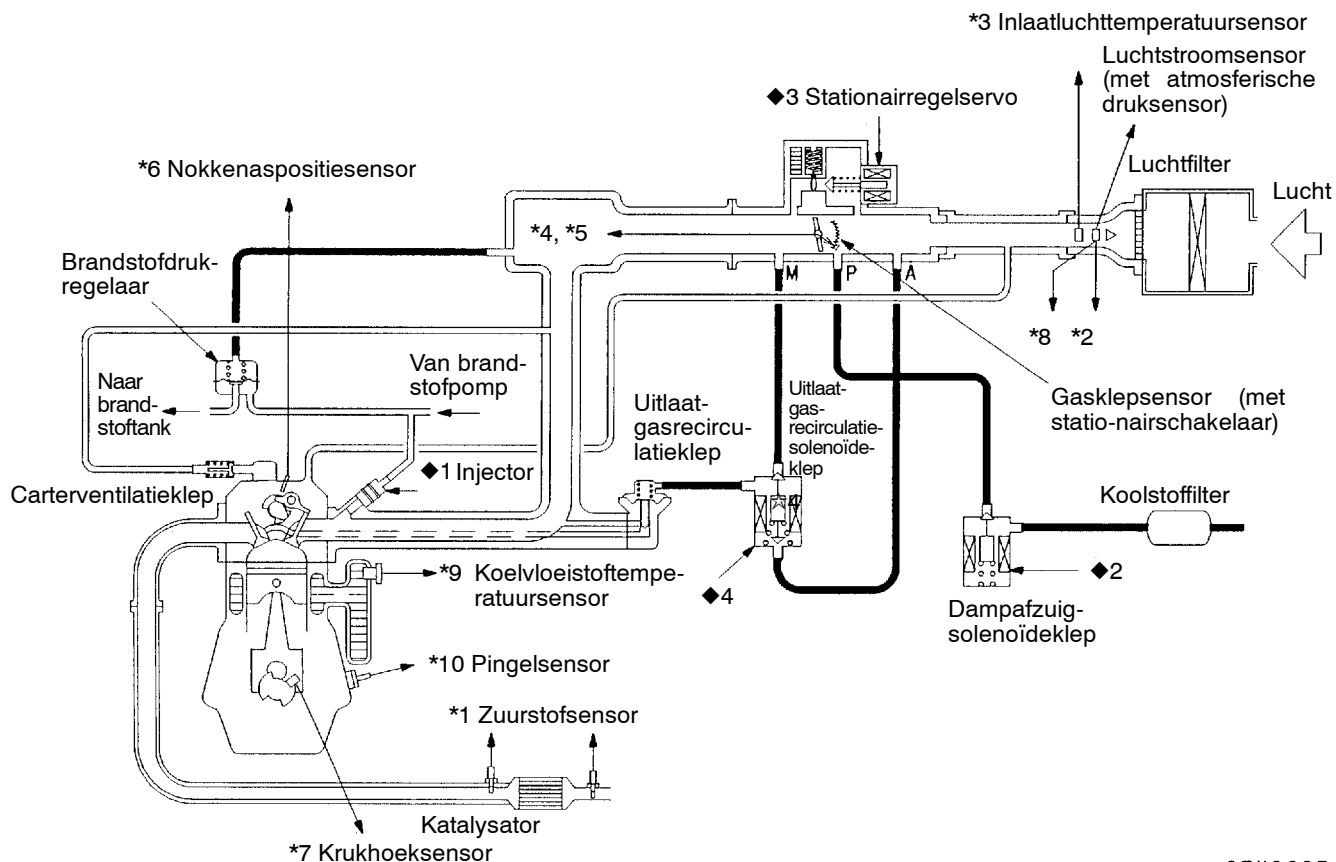 *3 Inlaatluchttemperatuursensor
Luchtstroomsensor
(met atmosferische
druksensor)
◆3 Stationairregelservo
*6 Nokkenaspositiesensor
Luchtfilter
Lucht
*4, *5
Brandstofdruk-
regelaar
M P A
*8 *2
Naar
brand-
stoftank
Van brand-
stofpomp
Uitlaat-
gasrecircu-
latieklep
Uitlaat-
gas-
recirculatie-
solenoïde-
klep
Gasklepsensor (met
statio-nairschakelaar)
◆1 Injector
Carterventilatieklep
Koolstoffilter
*9 Koelvloeistoftempe-
ratuursensor
◆4
◆2
Dampafzuig-
solenoïdeklep
*10 Pingelsensor
*1 Zuurstofsensor
Katalysator
*7 Krukhoeksensor